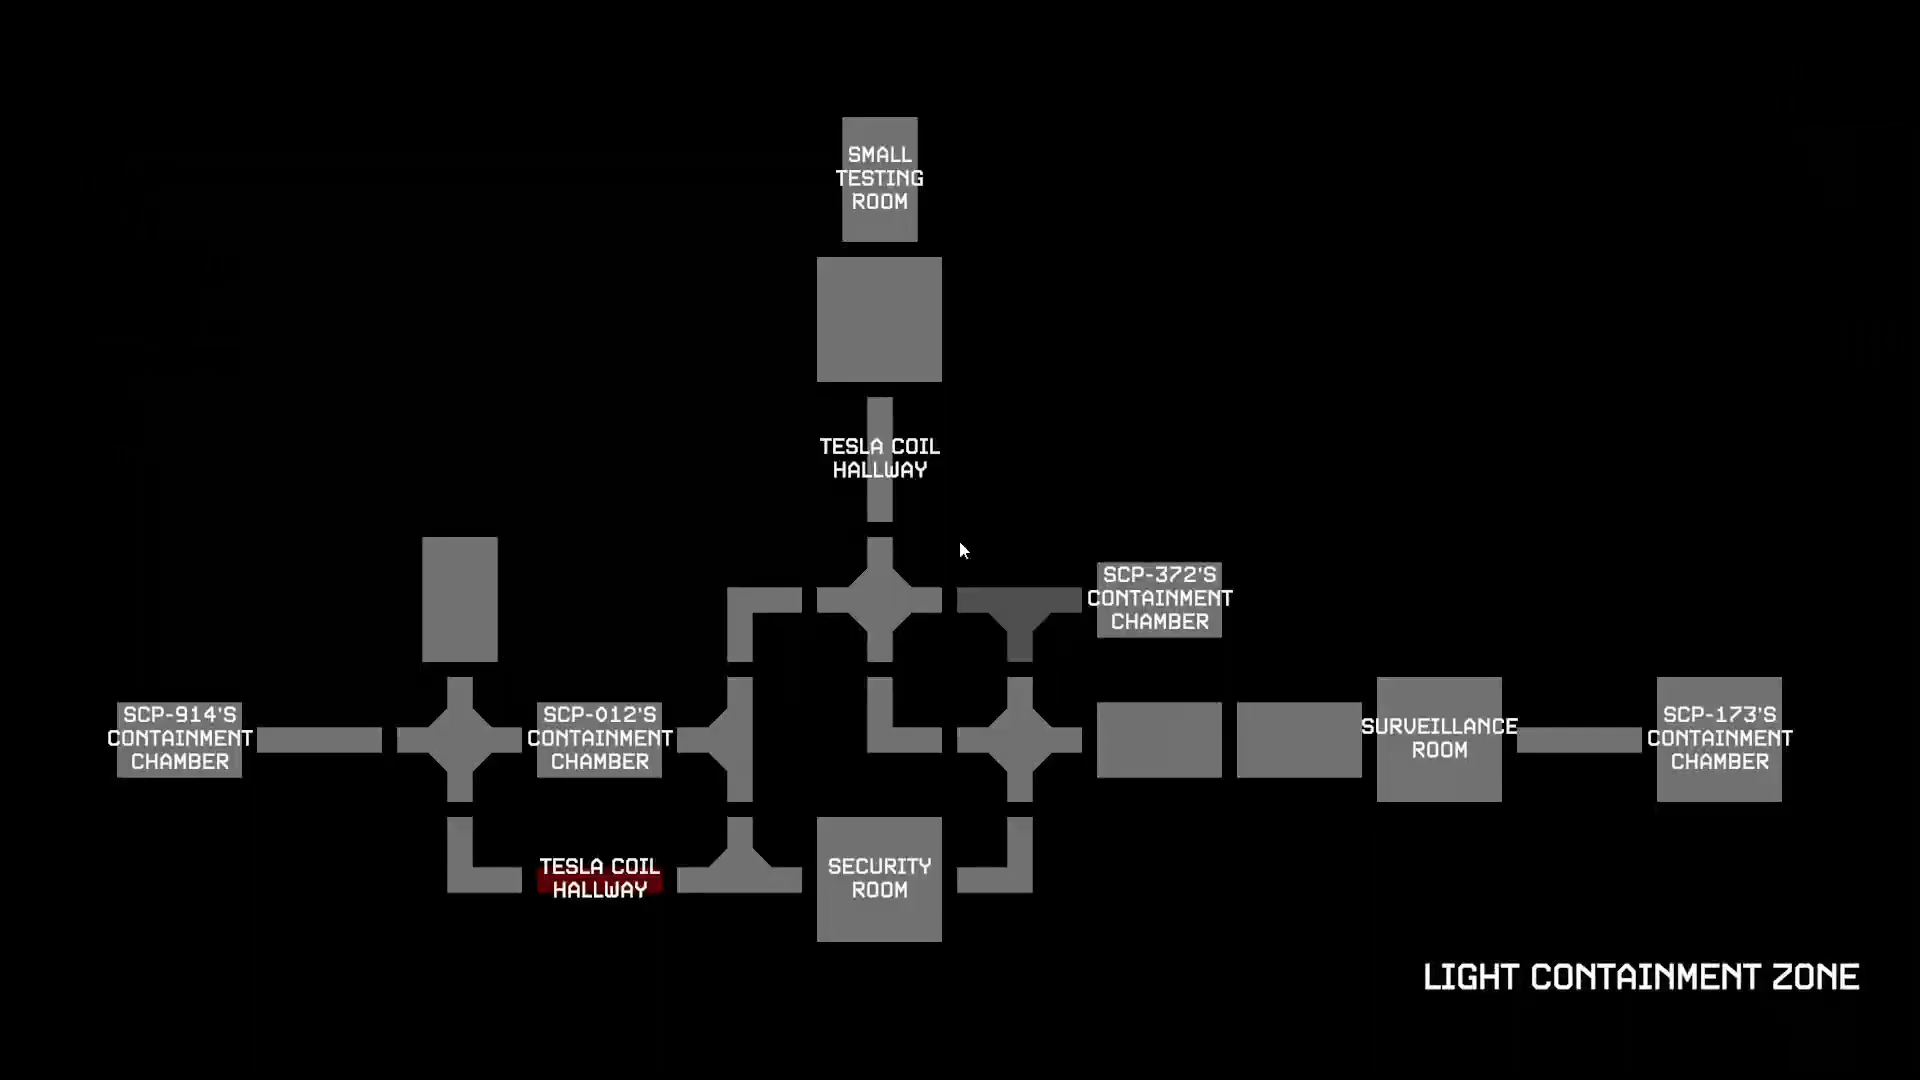 SMALL
TESTING
ROOM
TESLA COIL
HALLWAY
SCP-372'S
CONTAINMENT
CHAMBER
SCP-914'S
CONTAINMENT
CHAMBER
SCP-012'S
CONTAINMENT
CHAMBER
SURVEILLANCE
ROOM
SCP-173'S
CONTAINMENT
CHAMBER
TESLA COIL
HALLWAY
SECURITY
ROOM
LIGHT CONTAINMENT ZONE